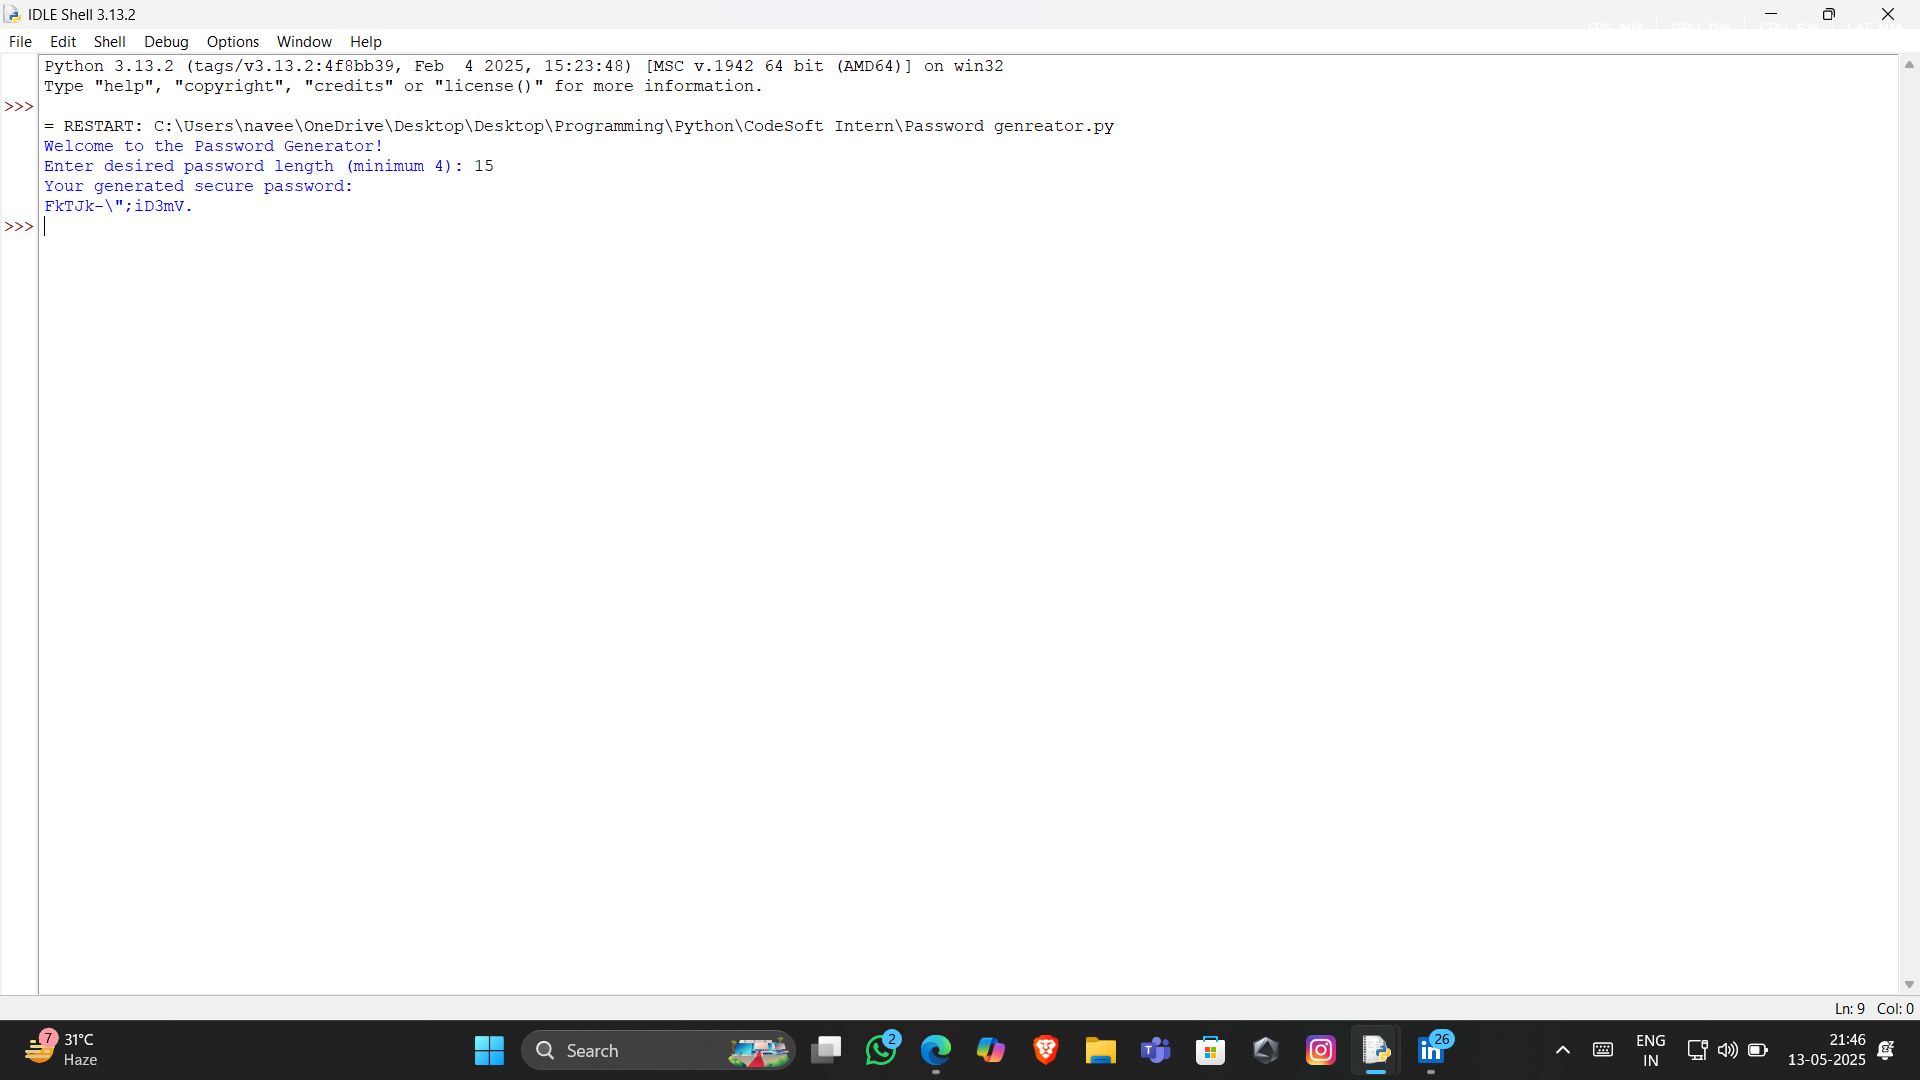 IDLE Shell 3.13.2
File Edit Shell Debug Options Window Help
Python 3.13.2 (tags/v3.13.2:4f8bb39, Feb  4 2025, 15:23:48) [MSC v.1942 64 bit (AMD64)] on win32
Type "help", "copyright", "credits" or "license()" for more information.
>>>
= RESTART: C:\Users\navee\OneDrive\Desktop\Desktop\Programming\Python\CodeSoft Intern\Password genreator.py
Welcome to the Password Generator!
Enter desired password length (minimum 4): 15
Your generated secure password:
FkTJk-\";iD3mV.
>>>
Ln: 9 Col: 0
7 31°C
Haze
Search
2
26
ENG
IN
21:46
13-05-2025